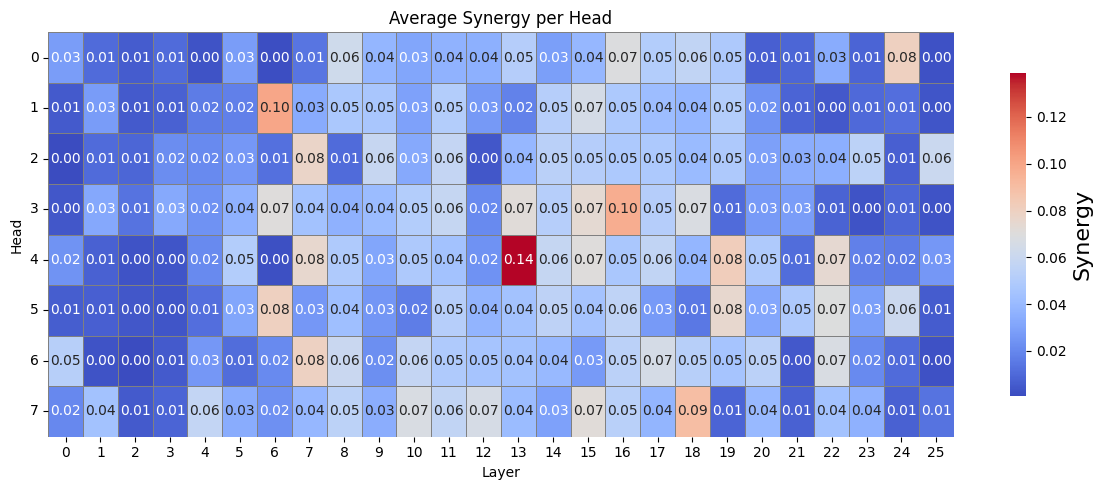 Average Synergy per Head
0 0.03 0.01 0.01 0.01 0.00 0.03 0.00 0.01 0.06 0.04 0.03 0.04 0.04 0.05 0.03 0.04 0.07 0.05 0.06 0.05 0.01 0.01 0.03 0.01 0.08 0.00
1 0.01 0.03 0.01 0.01 0.02 0.02 0.10 0.03 0.05 0.05 0.03 0.05 0.03 0.02 0.05 0.07 0.05 0.04 0.04 0.05 0.02 0.01 0.00 0.01 0.01 0.00
2 0.00 0.01 0.01 0.02 0.02 0.03 0.01 0.08 0.01 0.06 0.03 0.06 0.00 0.04 0.05 0.05 0.05 0.05 0.04 0.05 0.03 0.03 0.04 0.05 0.01 0.06
3 0.00 0.03 0.01 0.03 0.02 0.04 0.07 0.04 0.04 0.04 0.05 0.06 0.02 0.07 0.05 0.07 0.10 0.05 0.07 0.01 0.03 0.03 0.01 0.00 0.01 0.00
4 0.02 0.01 0.00 0.00 0.02 0.05 0.00 0.08 0.05 0.03 0.05 0.04 0.02 0.14 0.06 0.07 0.05 0.06 0.04 0.08 0.05 0.01 0.07 0.02 0.02 0.03
5 0.01 0.01 0.00 0.00 0.01 0.03 0.08 0.03 0.04 0.03 0.02 0.05 0.04 0.04 0.05 0.04 0.06 0.03 0.01 0.08 0.03 0.05 0.07 0.03 0.06 0.01
6 0.05 0.00 0.00 0.01 0.03 0.01 0.02 0.08 0.06 0.02 0.06 0.05 0.05 0.04 0.04 0.03 0.05 0.07 0.05 0.05 0.05 0.00 0.07 0.02 0.01 0.00
7 0.02 0.04 0.01 0.01 0.06 0.03 0.02 0.04 0.05 0.03 0.07 0.06 0.07 0.04 0.03 0.07 0.05 0.04 0.09 0.01 0.04 0.01 0.04 0.04 0.01 0.01
0 1 2 3 4 5 6 7 8 9 10 11 12 13 14 15 16 17 18 19 20 21 22 23 24 25
Layer
Head
0.12
0.10
0.08
0.06
0.04
0.02
Synergy